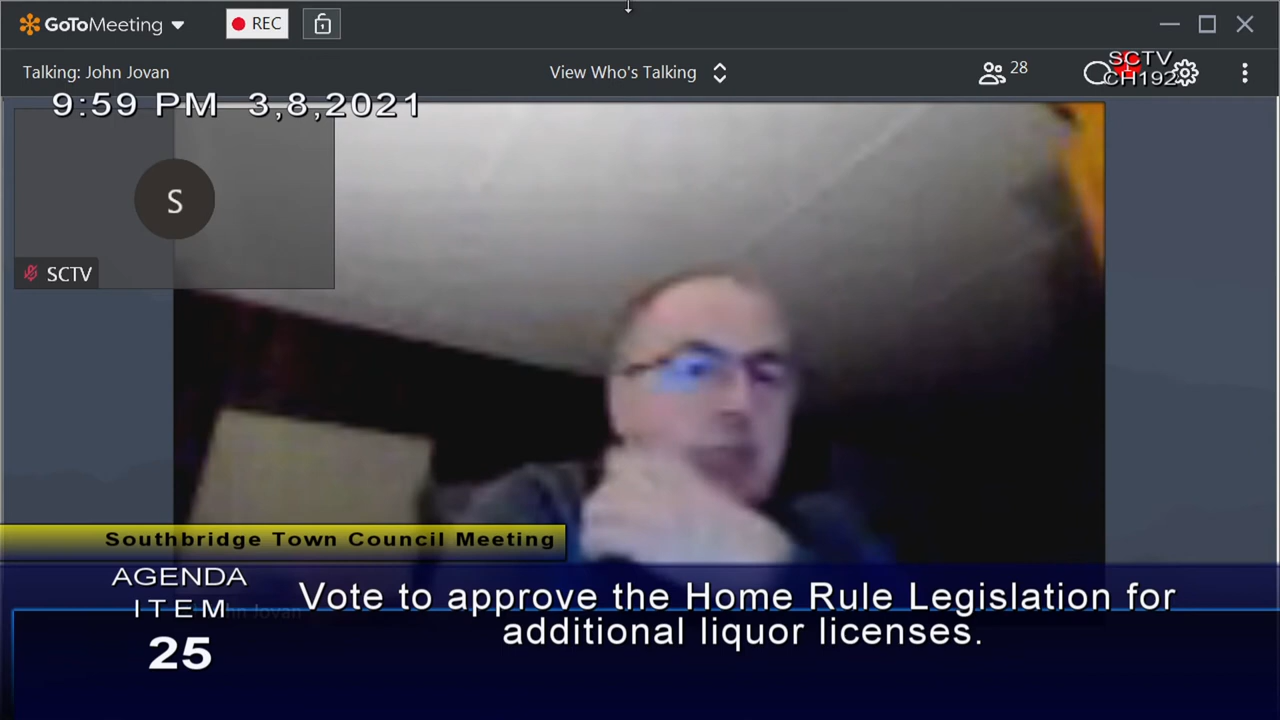 GoToMeeting
REC
Talking: John Jovan
View Who's Talking
28
SCTV
CH192
9:59 PM 3,8,2021
S
SCTV
Southbridge Town Council Meeting
AGENDA
ITEM
25
Vote to approve the Home Rule Legislation for
additional liquor licenses.
Jovan